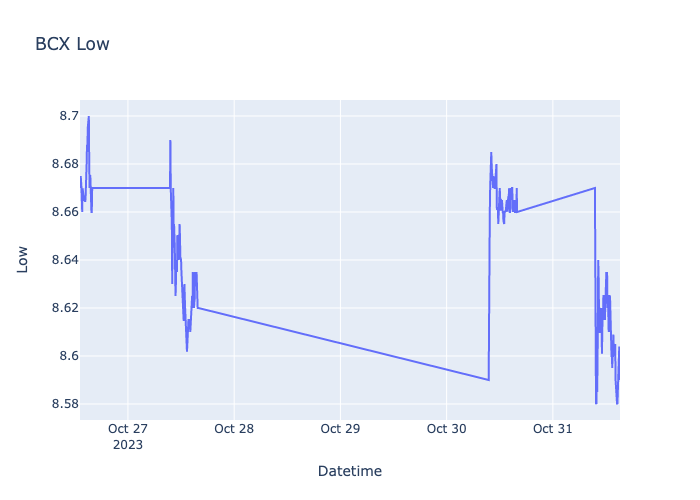 BCX Low
8.7
8.68
8.66
8.64
8.62
8.6
8.58
Low
Oct 27
2023
Oct 28
Oct 29
Oct 30
Oct 31
Datetime